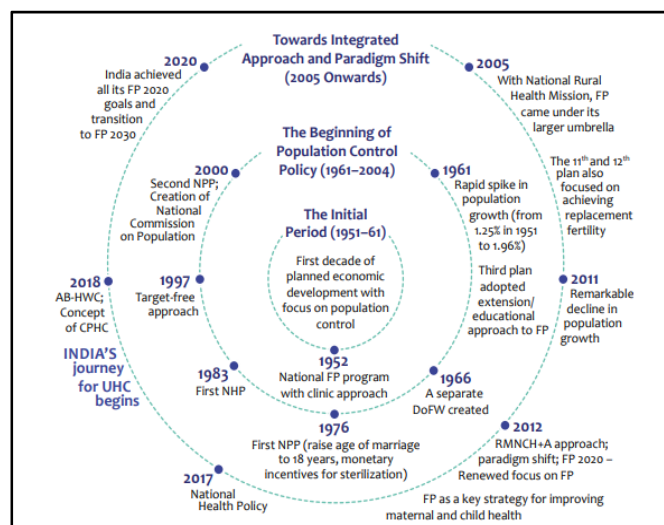 Towards Integrated
Approach and Paradigm Shift
(2005 Onwards)
2005
With National Rural
Health Mission, FP
came under its
larger umbrella
The 11th and 12th
plan also
focused on
achieving
replacement
fertility
2011
Remarkable
decline in
population
growth
2012
RMNCH+A approach;
paradigm shift; FP 2020 –
Renewed focus on FP
FP as a key strategy for improving
maternal and child health
2017
National
Health Policy
INDIA'S
journey
for UHC
begins
2018
AB-HWC;
Concept
of CPHC
2020
India achieved
all its FP 2020
goals and
transition
to FP 2030
The Beginning of
Population Control
Policy (1961–2004)
1961
Rapid spike in
population
growth (from
1.25% in 1951
to 1.96%)
Third plan
adopted
extension/
educational
approach to FP
1966
A separate
DoFW created
1976
First NPP (raise age of marriage
to 18 years, monetary
incentives for sterilization)
1983
First NHP
1997
Target-free
approach
2000
Second NPP;
Creation of
National
Commission
on Population
The Initial
Period (1951–61)
First decade of
planned economic
development with
focus on population
control
1952
National FP program
with clinic approach